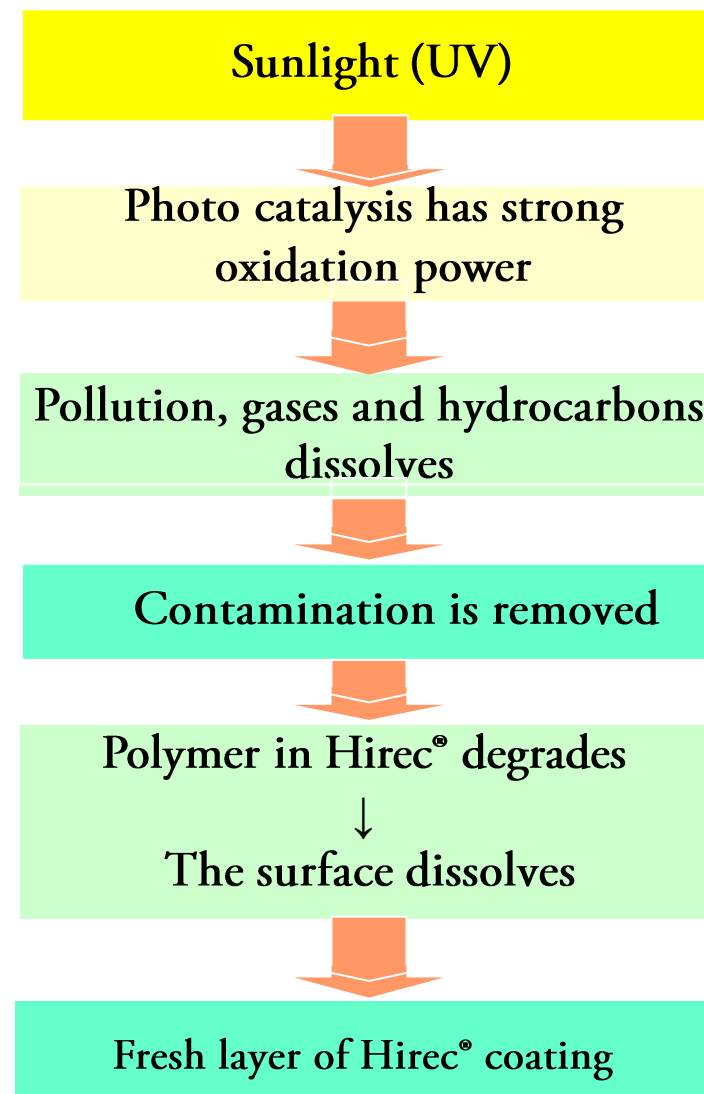 Sunlight (UV)
Photo catalysis has strong
oxidation power
Pollution, gases and hydrocarbons
dissolves
Contamination is removed
Polymer in Hirec® degrades
↓
The surface dissolves
Fresh layer of Hirec® coating